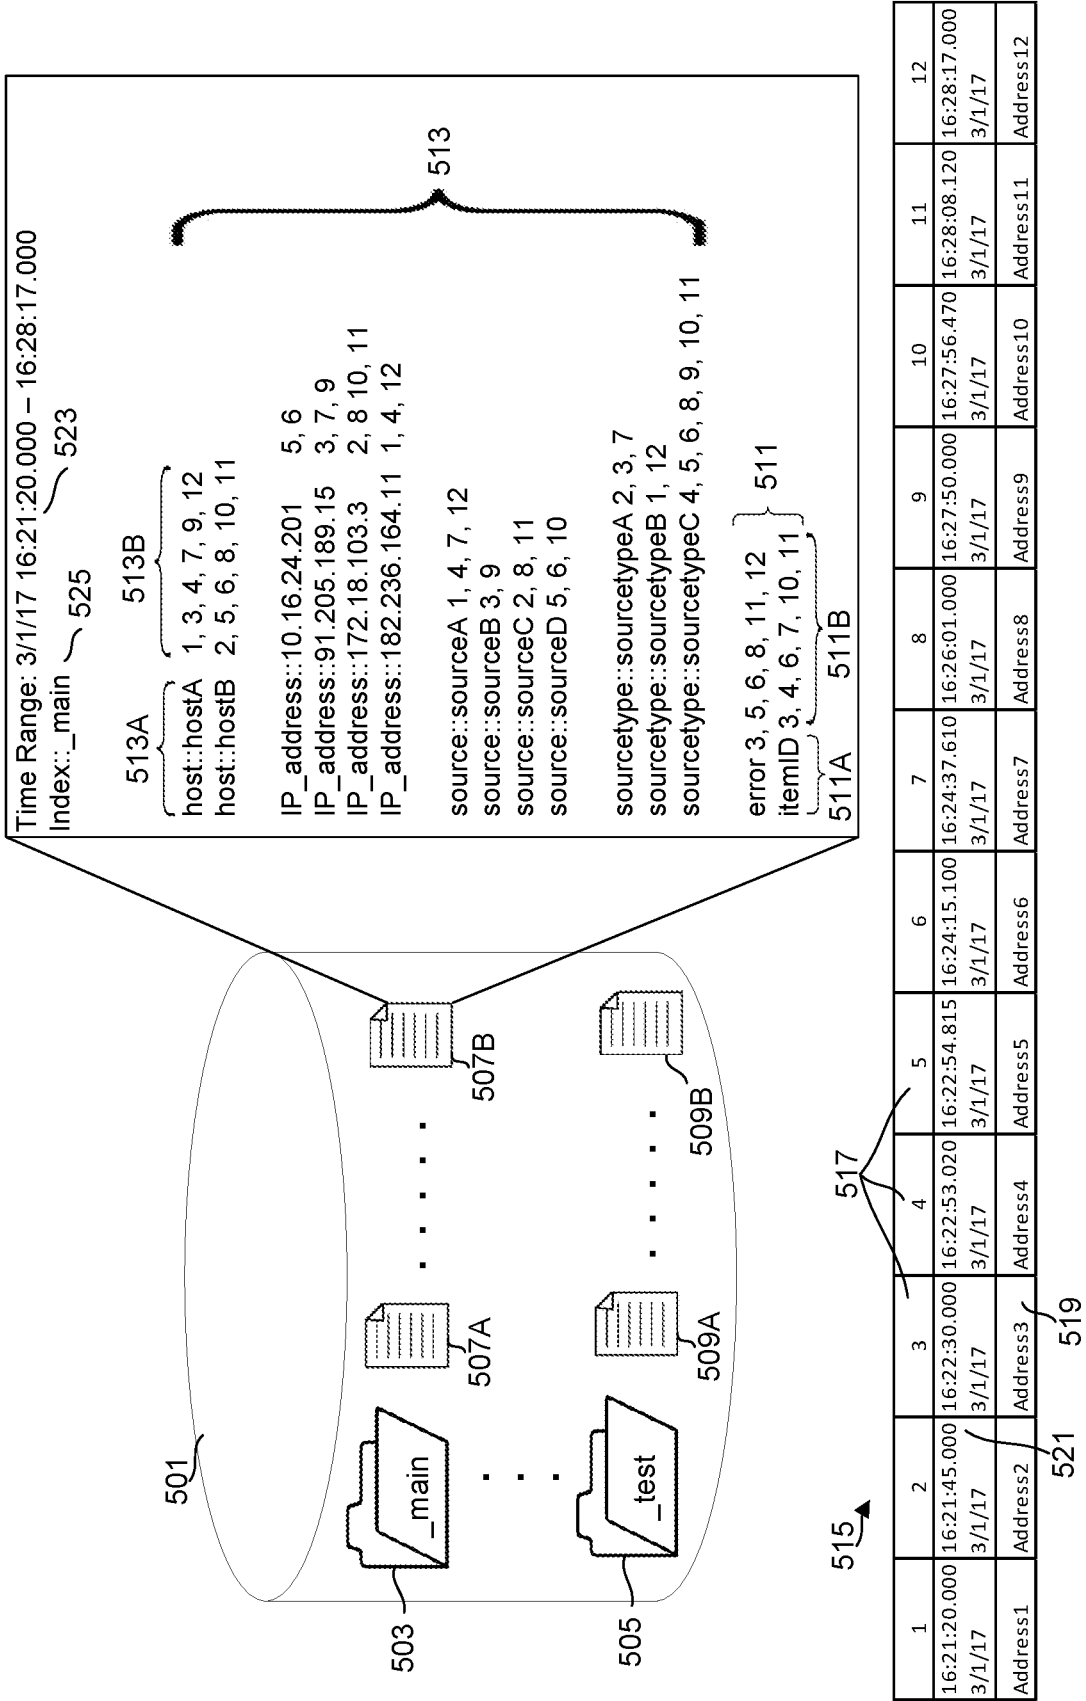 501
503
_main
507A
507B
505
_test
509A
509B
Time Range: 3/1/17 16:21:20.000 – 16:28:17.000
Index::_main
525
523
513A
513B
host::hostA 1, 3, 4, 7, 9, 12
host::hostB 2, 5, 6, 8, 10, 11
IP_address::10.16.24.201 5, 6
IP_address::91.205.189.15 3, 7, 9
IP_address::172.18.103.3 2, 8 10, 11
IP_address::182.236.164.11 1, 4, 12
513
source::sourceA 1, 4, 7, 12
source::sourceB 3, 9
source::sourceC 2, 8, 11
source::sourceD 5, 6, 10
sourcetype::sourcetypeA 2, 3, 7
sourcetype::sourcetypeB 1, 12
sourcetype::sourcetypeC 4, 5, 6, 8, 9, 10, 11
error 3, 5, 6, 8, 11, 12
itemID 3, 4, 6, 7, 10, 11
511
511A
511B
515
517
1 2 3 4 5 6 7 8 9 10 11 12
16:21:20.000 16:21:45.000 16:22:30.000 16:22:53.020 16:22:54.815 16:24:15.100 16:24:37.610 16:26:01.000 16:27:50.000 16:27:56.470 16:28:08.120 16:28:17.000
3/1/17 3/1/17 3/1/17 3/1/17 3/1/17 3/1/17 3/1/17 3/1/17 3/1/17 3/1/17 3/1/17 3/1/17
Address1 Address2 Address3 Address4 Address5 Address6 Address7 Address8 Address9 Address10 Address11 Address12
521
519